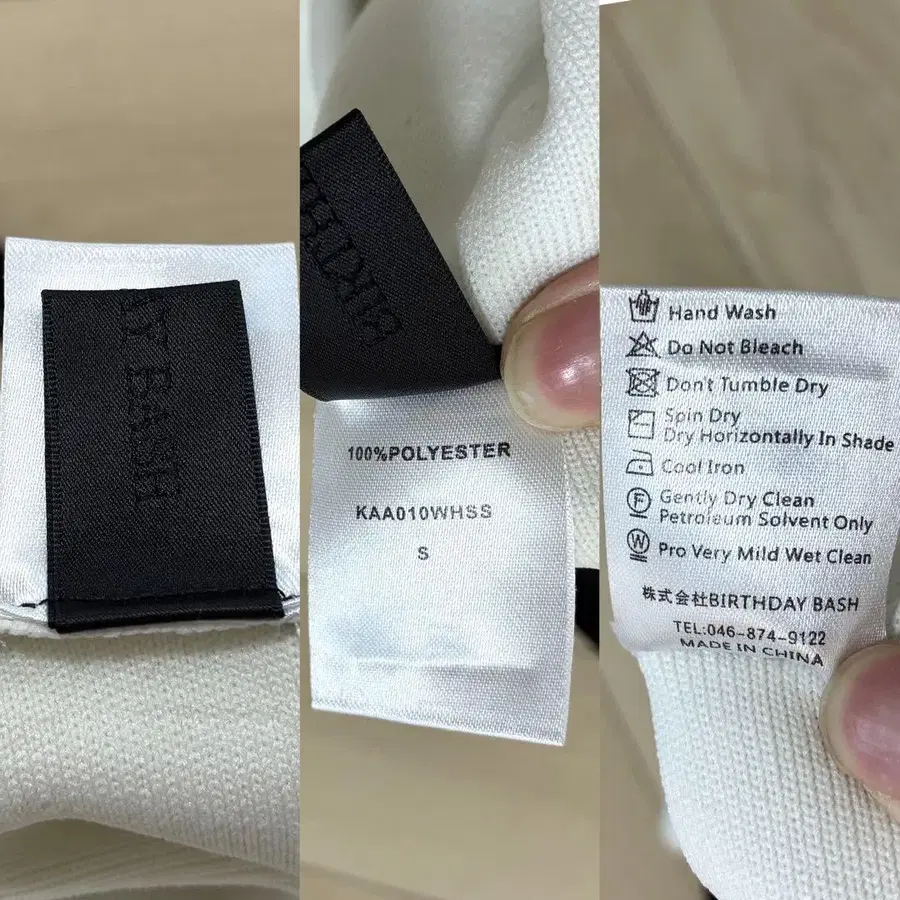 Y BASH
BIRTH
100%POLYESTER
KAA010WHSS
S
Hand Wash
Do Not Bleach
Don't Tumble Dry
Spin Dry
Dry Horizontally In Shade
Cool Iron
Gently Dry Clean
Petroleum Solvent Only
Pro Very Mild Wet Clean
株式会社BIRTHDAY BASH
TEL:046-874-9122
MADE IN CHINA